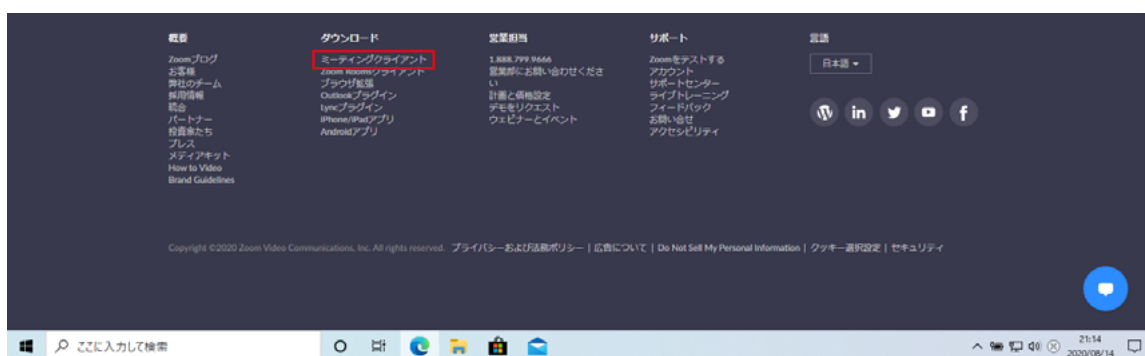 概要
Zoomブログ
お客様
弊社のチーム
採用情報
統合
パートナー
投資家たち
プレス
メディアキット
How to Video
Brand Guidelines
ダウンロード
ミーティングクライアント
Zoom Roomsクライアント
ブラウザ拡張
Outlookプラグイン
Lyncプラグイン
iPhone/iPadアプリ
Androidアプリ
営業担当
1.888.799.9666
営業部にお問い合わせくださ
い
計画と価格設定
デモをリクエスト
ウェビナーとイベント
サポート
Zoomをテストする
アカウント
サポートセンター
ライブトレーニング
フィードバック
お問い合せ
アクセシビリティ
言語
日本語
Copyright ©2020 Zoom Video Communications, Inc. All rights reserved. プライバシーおよび法務ポリシー | 広告について | Do Not Sell My Personal Information | クッキー選択設定 | セキュリティ
ここに入力して検索
21:14
2020/08/14